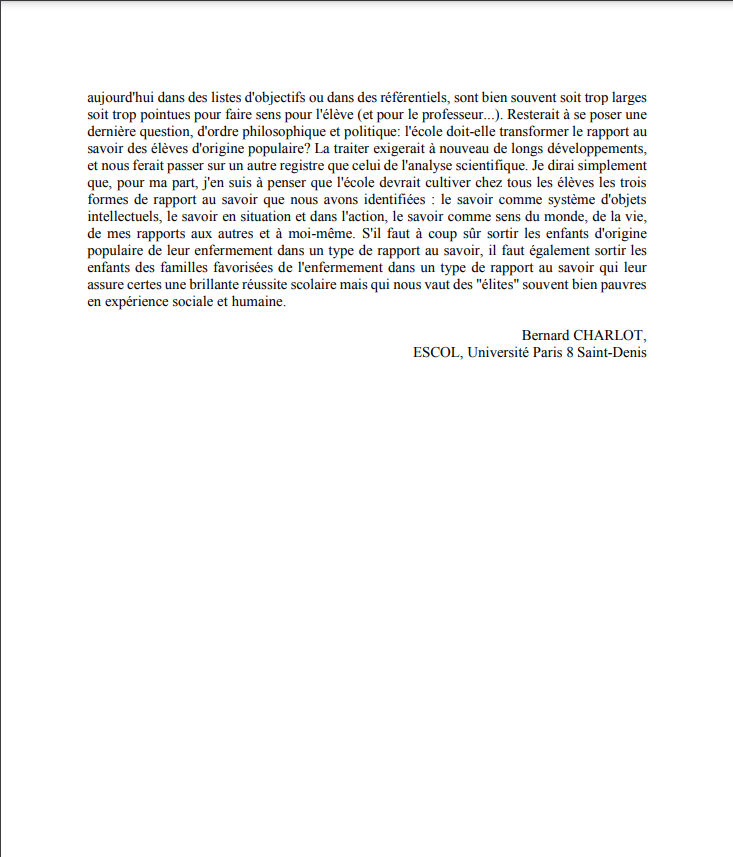 aujourd'hui dans des listes d'objectifs ou dans des référentiels, sont bien souvent soit trop larges
soit trop pointues pour faire sens pour l'élève (et pour le professeur...). Resterait à se poser une
dernière question, d'ordre philosophique et politique: l'école doit-elle transformer le rapport au
savoir des élèves d'origine populaire? La traiter exigerait à nouveau de longs développements,
et nous ferait passer sur un autre registre que celui de l'analyse scientifique. Je dirai simplement
que, pour ma part, j'en suis à penser que l'école devrait cultiver chez tous les élèves les trois
formes de rapport au savoir que nous avons identifiées : le savoir comme système d'objets
intellectuels, le savoir en situation et dans l'action, le savoir comme sens du monde, de la vie,
de mes rapports aux autres et à moi-même. S'il faut à coup sûr sortir les enfants d'origine
populaire de leur enfermement dans un type de rapport au savoir, il faut également sortir les
enfants des familles favorisées de l'enfermement dans un type de rapport au savoir qui leur
assure certes une brillante réussite scolaire mais qui nous vaut des "élites" souvent bien pauvres
en expérience sociale et humaine.
Bernard CHARLOT,
ESCOL, Université Paris 8 Saint-Denis